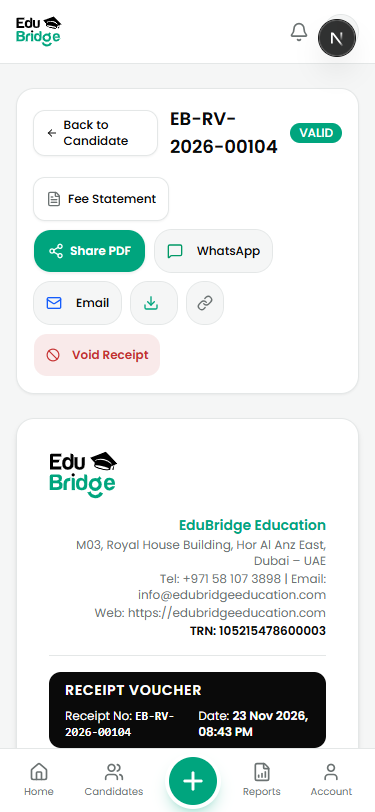 Edu
Bridge
N
Back to
Candidate
EB-RV-
2026-00104
VALID
Fee Statement
Share PDF
WhatsApp
Email
Void Receipt
Edu
Bridge
EduBridge Education
M03, Royal House Building, Hor Al Anz East,
Dubai – UAE
Tel: +971 58 107 3898 | Email:
info@edubridgeeducation.com
Web: https://edubridgeeducation.com
TRN: 105215478600003
RECEIPT VOUCHER
Receipt No: EB-RV-
2026-00104
Date: 23 Nov 2026,
08:43 PM
Home
Candidates
Reports
Account